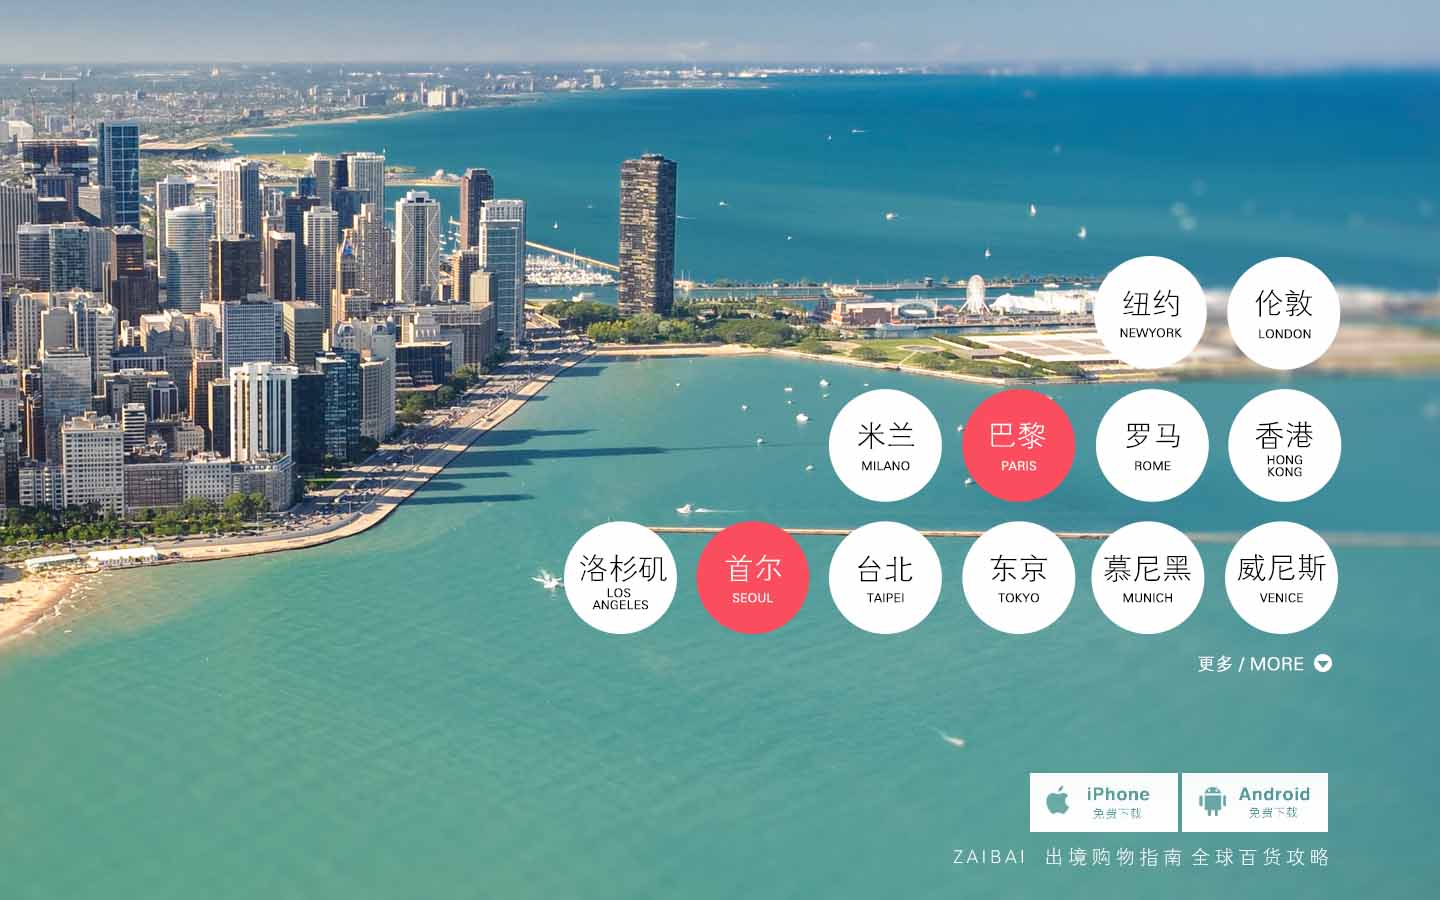 纽约
NEWYORK
伦敦
LONDON
米兰
MILANO
巴黎
PARIS
罗马
ROME
香港
HONG
KONG
洛杉矶
LOS
ANGELES
首尔
SEOUL
台北
TAIPEI
东京
TOKYO
慕尼黑
MUNICH
威尼斯
VENICE
更多 / MORE
iPhone
免费下载
Android
免费下载
ZAIBAI 出境购物指南 全球百货攻略